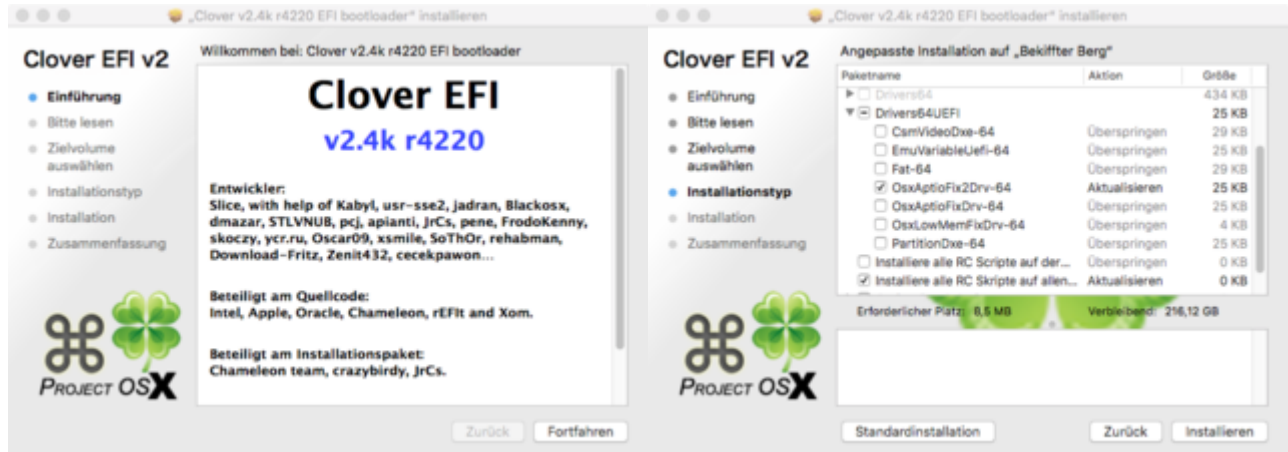 „Clover v2.4k r4220 EFI bootloader“ installieren
Clover EFI v2
Willkommen bei: Clover v2.4k r4220 EFI bootloader
Einführung
Bitte lesen
Zielvolume
auswählen
Installationstyp
Installation
Zusammenfassung
Clover EFI
v2.4k r4220
Entwickler:
Slice, with help of Kabyl, usr-sse2, jadran, Blackosx,
dmazar, STLVNUB, pcj, apianti, JrCs, pene, FrodoKenny,
skoczy, ycr.ru, Oscar09, xsmile, SoThOr, rehabman,
Download-Fritz, Zenit432, cecekpawon...
Beteiligt am Quellcode:
Intel, Apple, Oracle, Chameleon, rEFIt and Xom.
Beteiligt am Installationspaket:
Chameleon team, crazybirdy, JrCs.
PROJECT OSX
Zurück Fortfahren
„Clover v2.4k r4220 EFI bootloader“ installieren
Clover EFI v2
Angepasste Installation auf „Bekiffter Berg“
Einführung
Bitte lesen
Zielvolume
auswählen
Installationstyp
Installation
Zusammenfassung
Paketname Aktion Größe
Drivers64 434 KB
Drivers64UEFI 25 KB
CsmVideoDxe-64 Überspringen 29 KB
EmuVariableUefi-64 Überspringen 25 KB
Fat-64 Überspringen 29 KB
OsxAptioFix2Drv-64 Aktualisieren 25 KB
OsxAptioFixDrv-64 Überspringen 25 KB
OsxLowMemFixDrv-64 Überspringen 4 KB
PartitionDxe-64 Überspringen 25 KB
Installiere alle RC Scripte auf der... Überspringen 0 KB
Installiere alle RC Skripte auf allen... Aktualisieren 0 KB
Erforderlicher Platz: 8,5 MB Verbleibend: 216,12 GB
PROJECT OSX
Standardinstallation Zurück Installieren